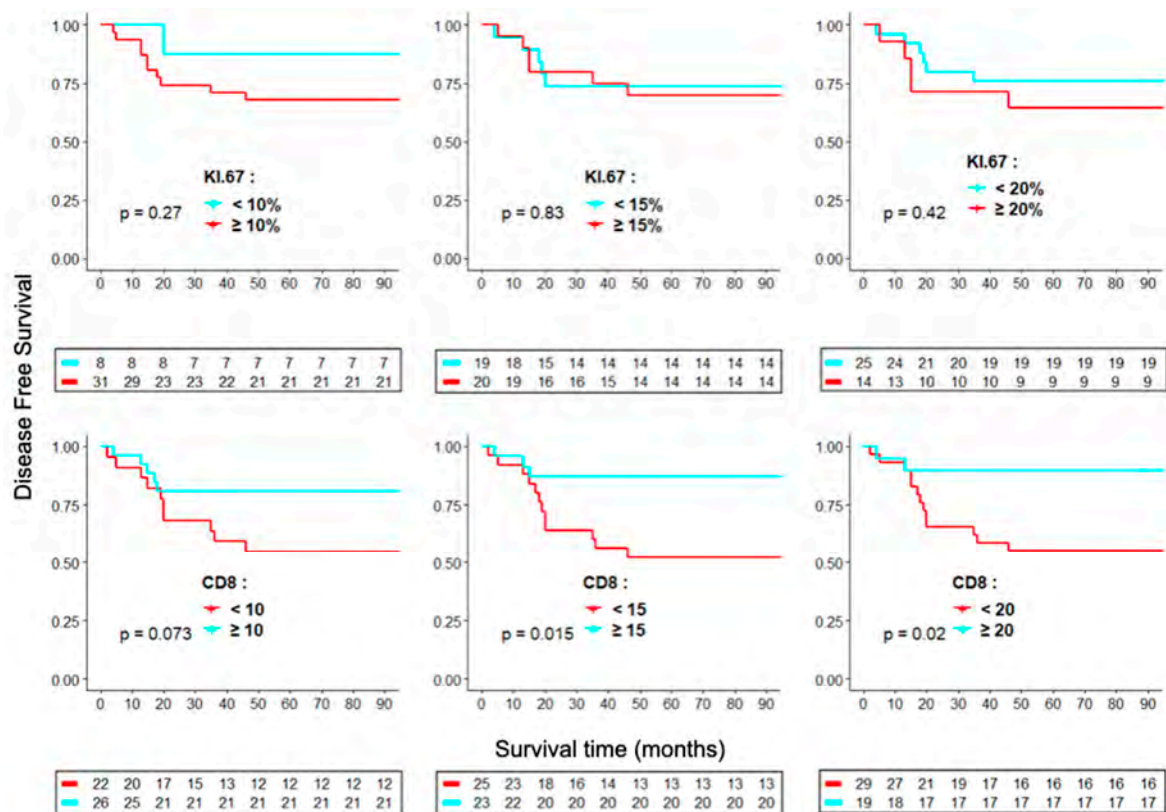 1.00
0.75
0.50
0.25
0.00
KI.67 :
< 10%
≥ 10%
p = 0.27
0 10 20 30 40 50 60 70 80 90
1.00
0.75
0.50
0.25
0.00
KI.67 :
< 15%
≥ 15%
p = 0.83
0 10 20 30 40 50 60 70 80 90
1.00
0.75
0.50
0.25
0.00
KI.67 :
< 20%
≥ 20%
p = 0.42
0 10 20 30 40 50 60 70 80 90
Disease Free Survival
8 8 8 7 7 7 7 7 7 7
31 29 23 23 22 21 21 21 21 21
19 18 15 14 14 14 14 14 14 14
20 19 16 16 15 14 14 14 14 14
25 24 21 20 19 19 19 19 19 19
14 13 10 10 10 9 9 9 9 9
1.00
0.75
0.50
0.25
0.00
CD8 :
< 10
≥ 10
p = 0.073
0 10 20 30 40 50 60 70 80 90
1.00
0.75
0.50
0.25
0.00
CD8 :
< 15
≥ 15
p = 0.015
0 10 20 30 40 50 60 70 80 90
1.00
0.75
0.50
0.25
0.00
CD8 :
< 20
≥ 20
p = 0.02
0 10 20 30 40 50 60 70 80 90
Survival time (months)
22 20 17 15 13 12 12 12 12 12
26 25 21 21 21 21 21 21 21 21
25 23 18 16 14 13 13 13 13 13
23 22 20 20 20 20 20 20 20 20
29 27 21 19 17 16 16 16 16 16
19 18 17 17 17 17 17 17 17 17